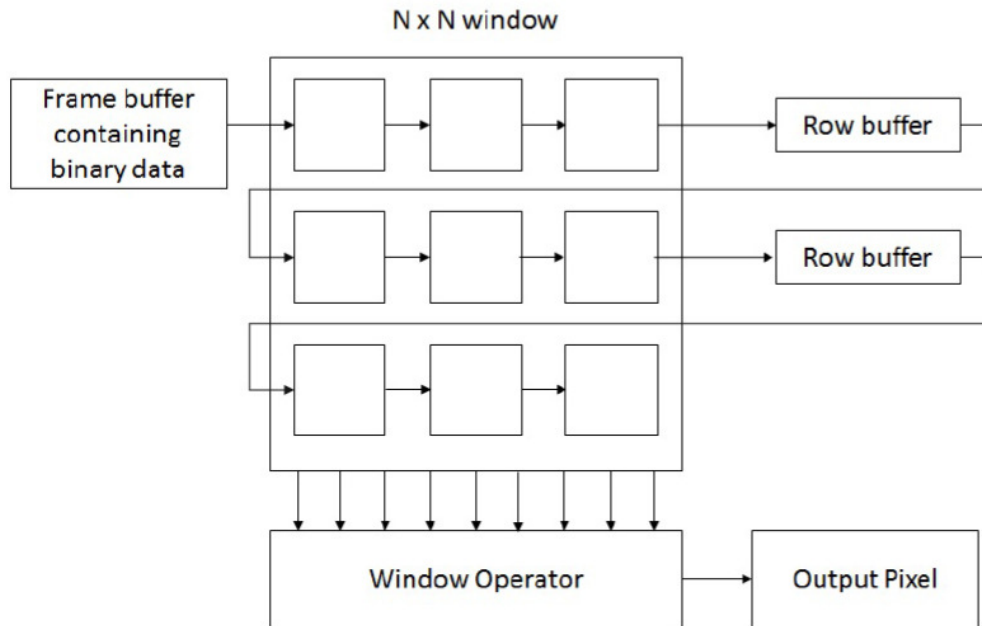 N x N window
Frame buffer
containing
binary data
Row buffer
Row buffer
Window Operator
Output Pixel